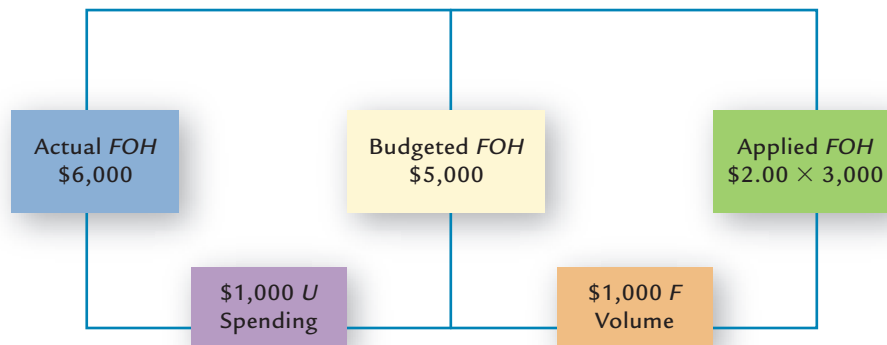 Actual FOH
$6,000
Budgeted FOH
$5,000
Applied FOH
$2.00 × 3,000
$1,000 U
Spending
$1,000 F
Volume